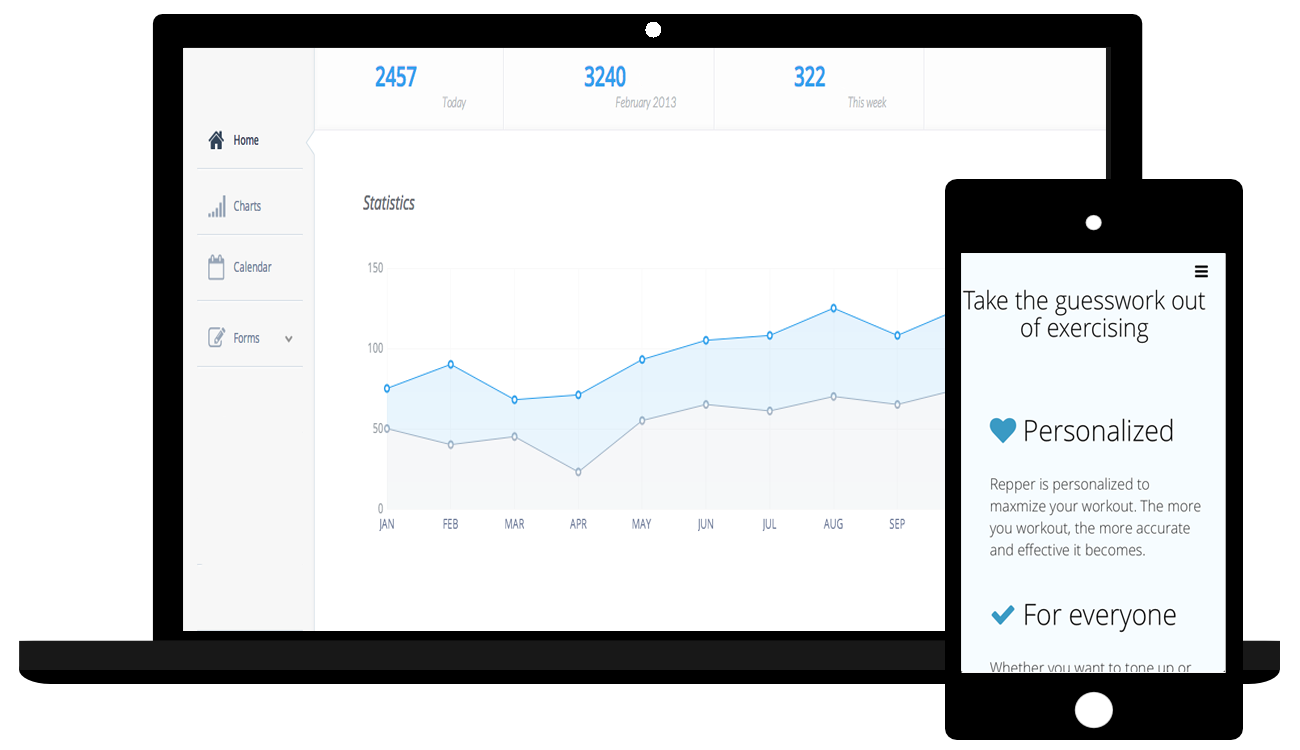 2457
Today
3240
February 2013
322
This week
Home
Charts
Calendar
Forms
Statistics
150
100
50
0
JAN FEB MAR APR MAY JUN JUL AUG SEP
Take the guesswork out
of exercising
Personalized
Repper is personalized to
maxmize your workout. The more
you workout, the more accurate
and effective it becomes.
For everyone
Whether you want to tone up or